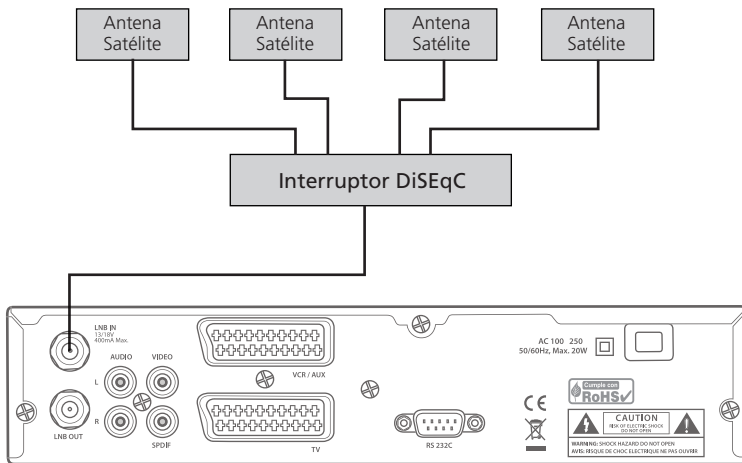 Antena
Satélite
Antena
Satélite
Antena
Satélite
Antena
Satélite
Interruptor DiSEqC
LNB IN
13/18V
400mA Max.
AUDIO
VIDEO
L
R
LNB OUT
SPDIF
VCR / AUX
TV
RS 232C
AC 100 250
50/60Hz, Max. 20W
Cumple con
RoHS
CE
CAUTION
RISK OF ELECTRIC SHOCK
DO NOT OPEN
WARNING: SHOCK HAZARD DO NOT OPEN
AVIS: RISQUE DE CHOC ELECTRIQUE NE PAS OUVRIR